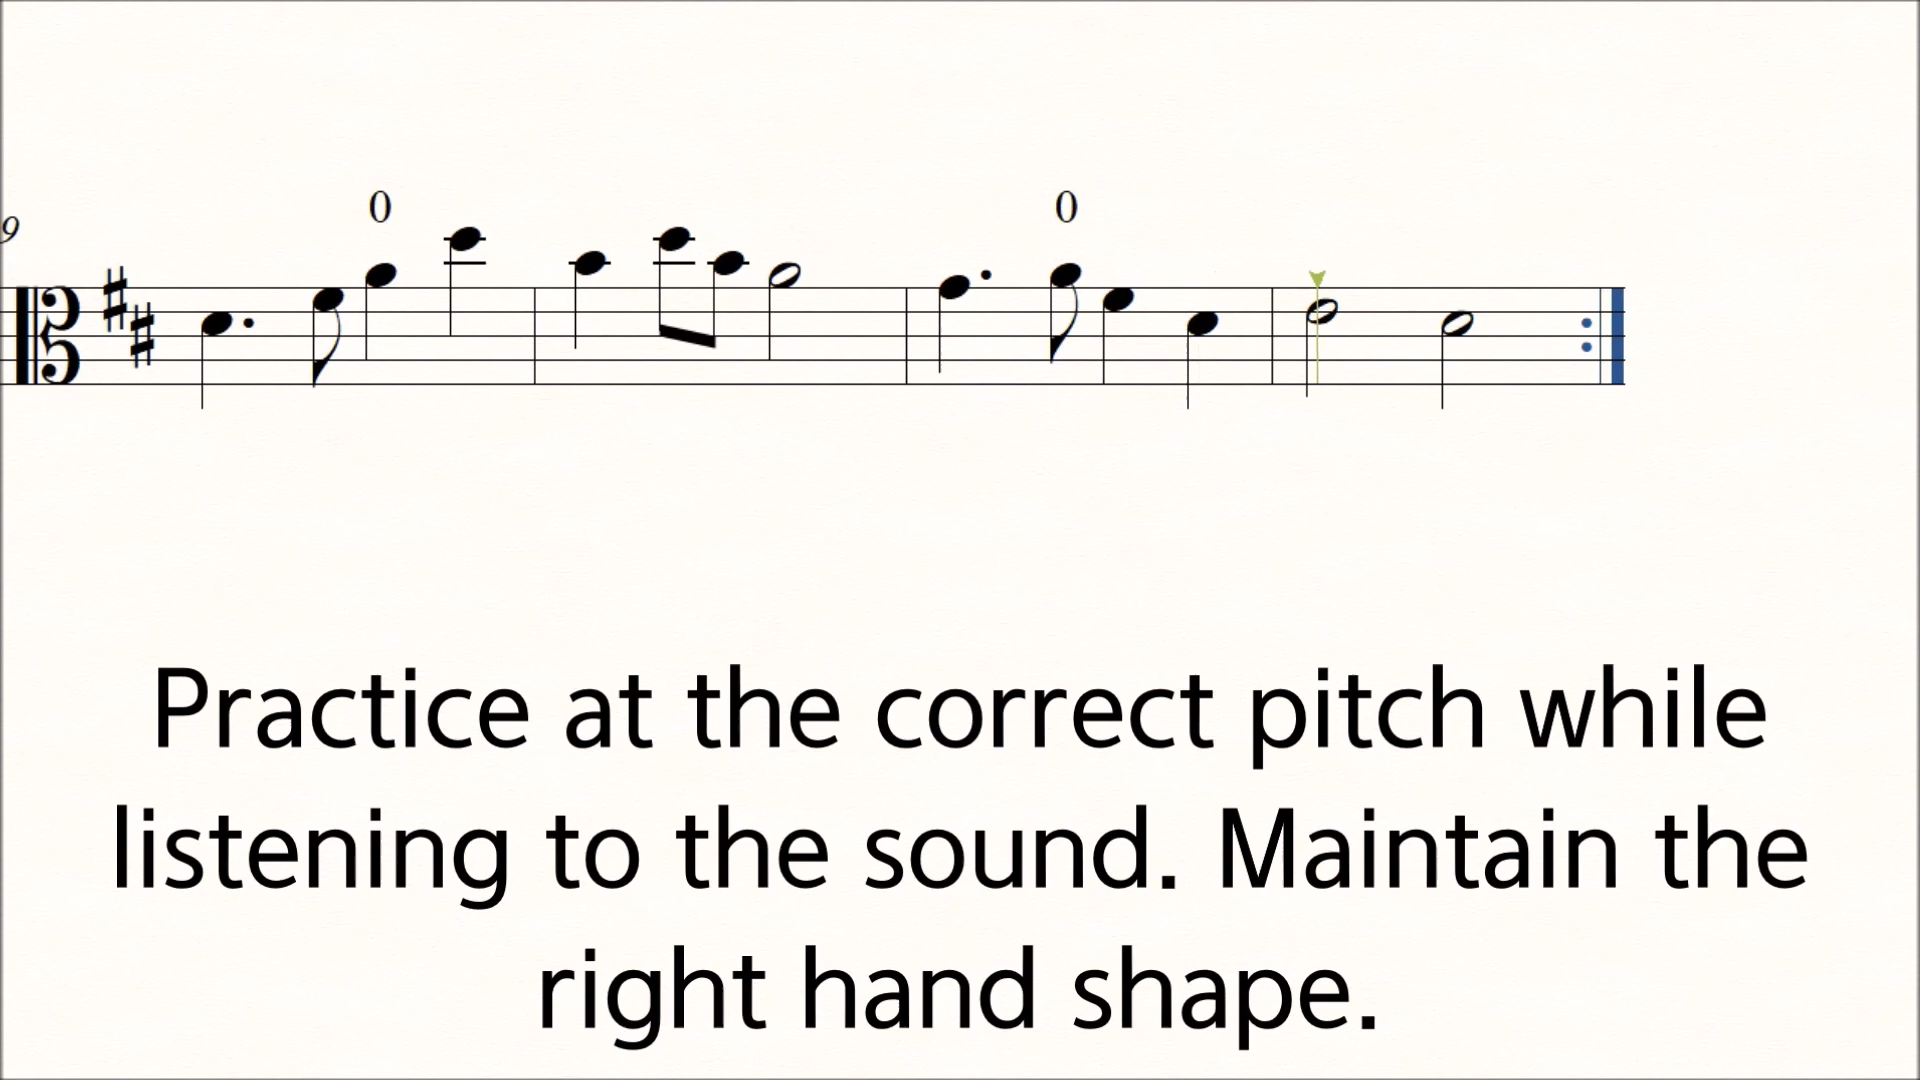 9
0 0
Practice at the correct pitch while
listening to the sound. Maintain the
right hand shape.